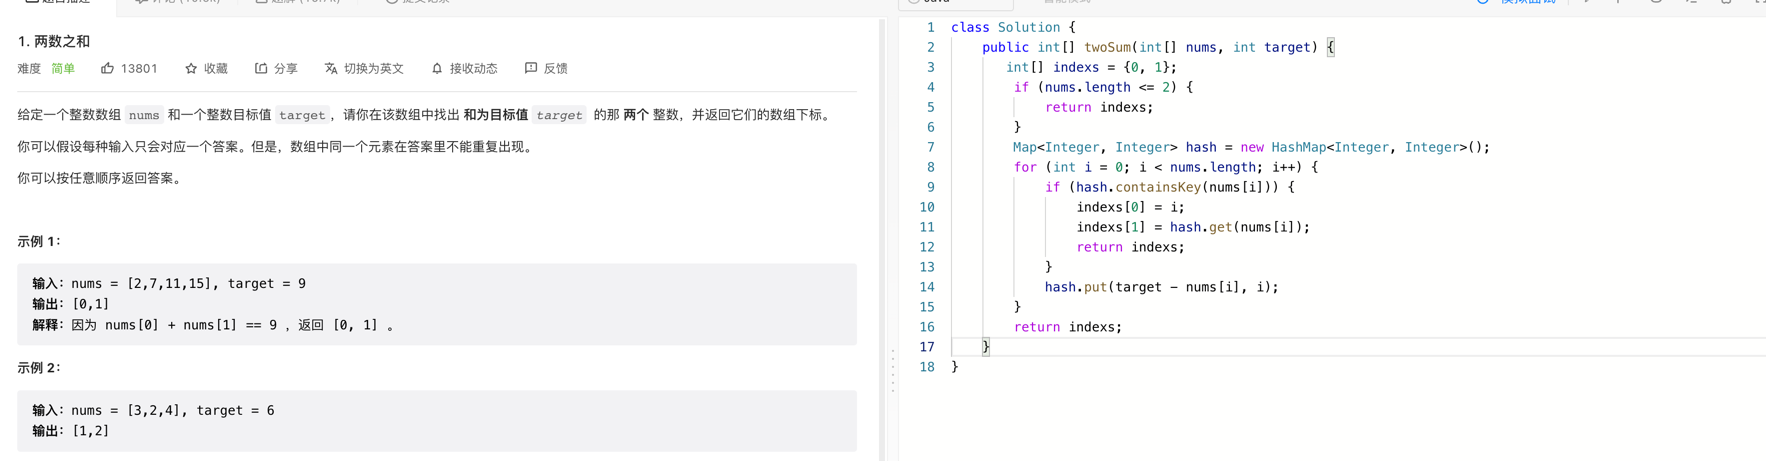 1. 两数之和
难度 简单 13801 收藏 分享 切换为英文 接收动态 反馈
给定一个整数数组 nums 和一个整数目标值 target，请你在该数组中找出 和为目标值 target 的那 两个 整数，并返回它们的数组下标。
你可以假设每种输入只会对应一个答案。但是，数组中同一个元素在答案里不能重复出现。
你可以按任意顺序返回答案。
示例 1：
输入：nums = [2,7,11,15], target = 9
输出：[0,1]
解释：因为 nums[0] + nums[1] == 9 ，返回 [0, 1] 。
示例 2：
输入：nums = [3,2,4], target = 6
输出：[1,2]
1 class Solution {
2 public int[] twoSum(int[] nums, int target) {
3 int[] indexs = {0, 1};
4 if (nums.length <= 2) {
5 return indexs;
6 }
7 Map<Integer, Integer> hash = new HashMap<Integer, Integer>();
8 for (int i = 0; i < nums.length; i++) {
9 if (hash.containsKey(nums[i])) {
10 indexs[0] = i;
11 indexs[1] = hash.get(nums[i]);
12 return indexs;
13 }
14 hash.put(target - nums[i], i);
15 }
16 return indexs;
17 }
18 }